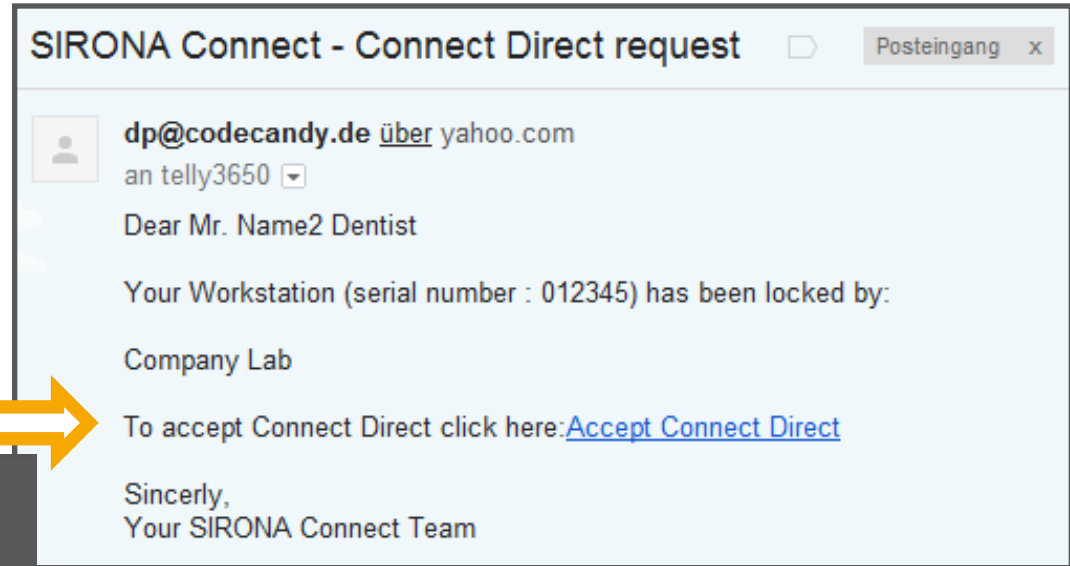 SIRONA Connect - Connect Direct request
Posteingang x
dp@codecandy.de über yahoo.com
an telly3650
Dear Mr. Name2 Dentist
Your Workstation (serial number : 012345) has been locked by:
Company Lab
To accept Connect Direct click here:Accept Connect Direct
Sincerly,
Your SIRONA Connect Team